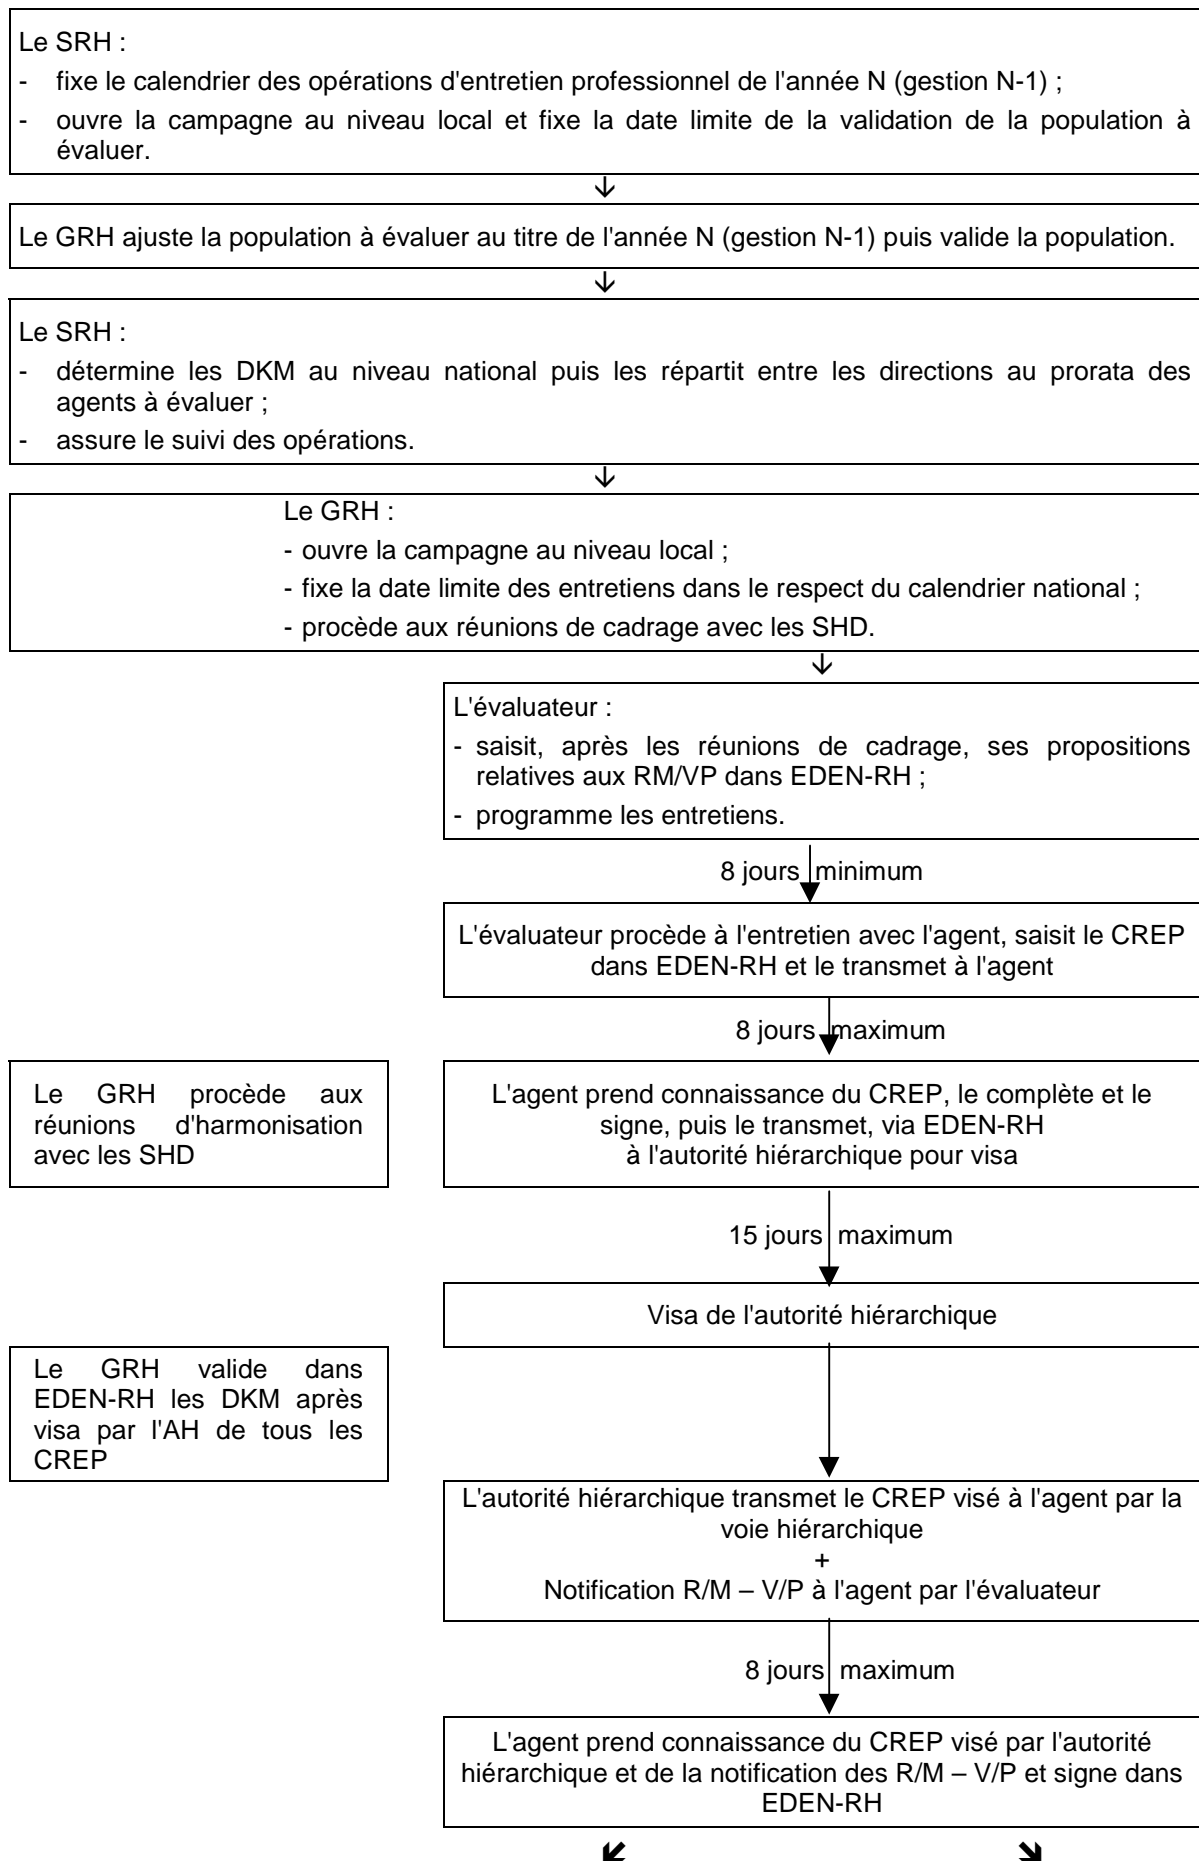 Le SRH :
- fixe le calendrier des opérations d'entretien professionnel de l'année N (gestion N-1) ;
- ouvre la campagne au niveau local et fixe la date limite de la validation de la population à
évaluer.
Le GRH ajuste la population à évaluer au titre de l'année N (gestion N-1) puis valide la population.
Le SRH :
- détermine les DKM au niveau national puis les répartit entre les directions au prorata des
agents à évaluer ;
- assure le suivi des opérations.
Le GRH :
- ouvre la campagne au niveau local ;
- fixe la date limite des entretiens dans le respect du calendrier national ;
- procède aux réunions de cadrage avec les SHD.
L'évaluateur :
- saisit, après les réunions de cadrage, ses propositions
relatives aux RM/VP dans EDEN-RH ;
- programme les entretiens.
8 jours minimum
L'évaluateur procède à l'entretien avec l'agent, saisit le CREP
dans EDEN-RH et le transmet à l'agent
8 jours maximum
Le GRH procède aux
réunions d'harmonisation
avec les SHD
L'agent prend connaissance du CREP, le complète et le
signe, puis le transmet, via EDEN-RH
à l'autorité hiérarchique pour visa
15 jours maximum
Visa de l'autorité hiérarchique
Le GRH valide dans
EDEN-RH les DKM après
visa par l'AH de tous les
CREP
L'autorité hiérarchique transmet le CREP visé à l'agent par la
voie hiérarchique
+
Notification R/M – V/P à l'agent par l'évaluateur
8 jours maximum
L'agent prend connaissance du CREP visé par l'autorité
hiérarchique et de la notification des R/M – V/P et signe dans
EDEN-RH